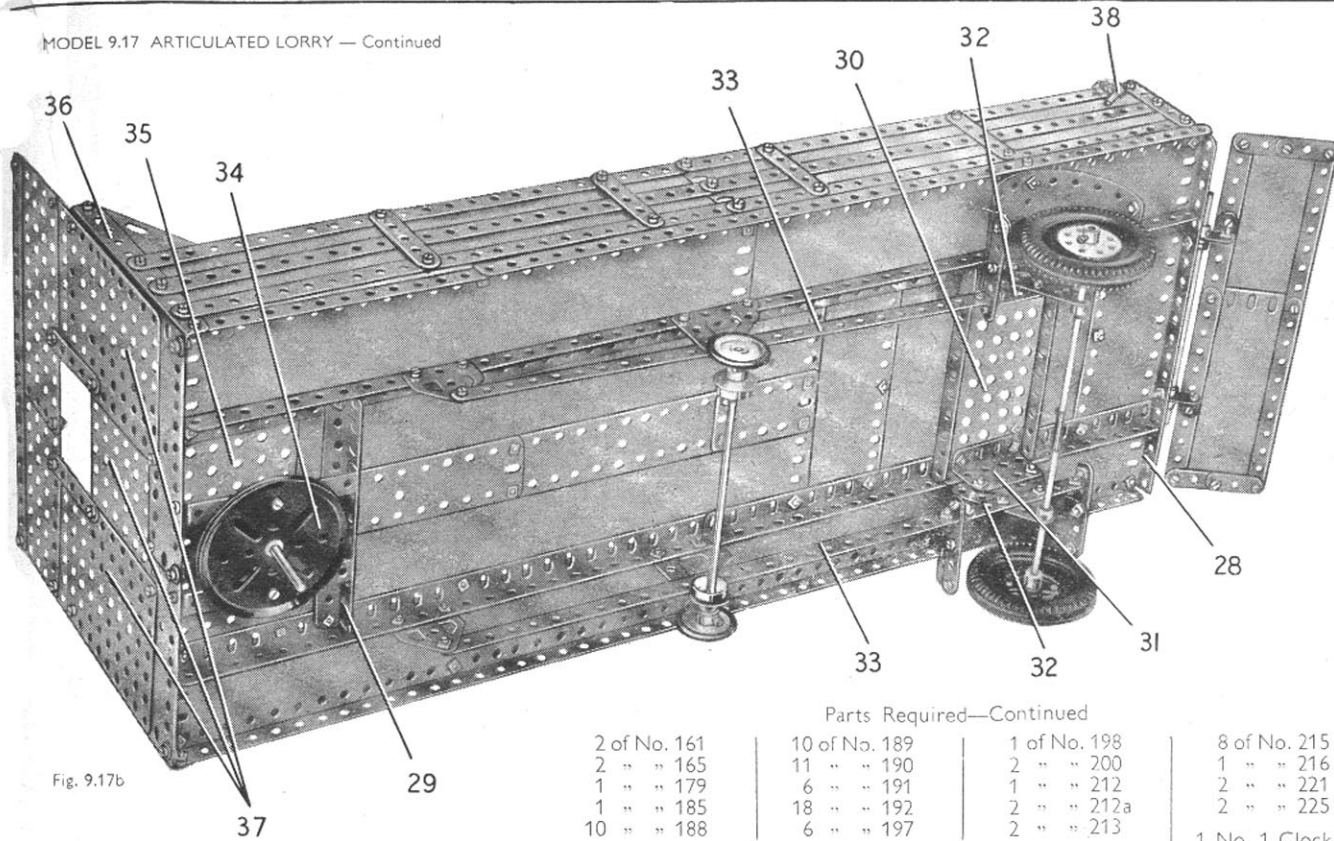 MODEL 9.17 ARTICULATED LORRY — Continued
38
32
30
33
36
35
34
28
31
32
33
29
37
Fig. 9.17b
Parts Required—Continued
2 of No. 161
2 " " 165
1 " " 179
1 " " 185
10 " " 188
10 of No. 189
11 " " 190
6 " " 191
18 " " 192
6 " " 197
1 of No. 198
2 " " 200
1 " " 212
2 " " 212a
2 " " 213
8 of No. 215
1 " " 216
2 " " 221
2 " " 225
1 No. 1 Clock